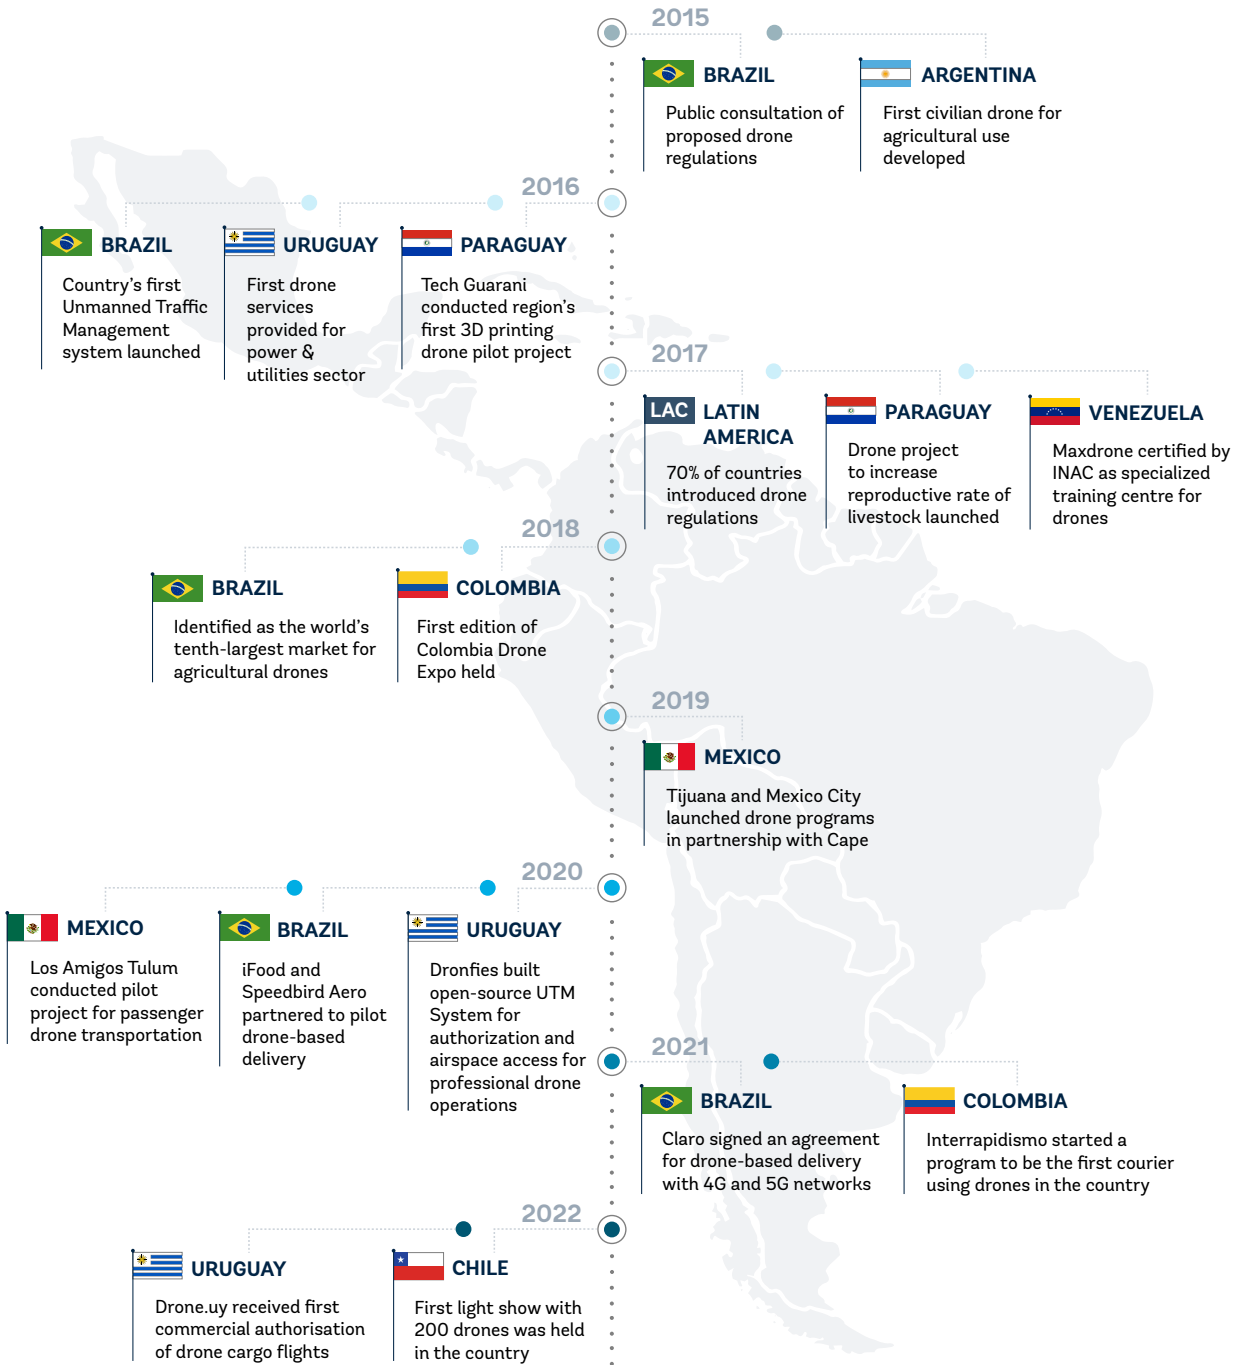 2015
BRAZIL
Public consultation of
proposed drone
regulations
ARGENTINA
First civilian drone for
agricultural use
developed
2016
BRAZIL
Country's first
Unmanned Traffic
Management
system launched
URUGUAY
First drone
services
provided for
power &
utilities sector
PARAGUAY
Tech Guarani
conducted region's
first 3D printing
drone pilot project
2017
LAC
LATIN
AMERICA
70% of countries
introduced drone
regulations
PARAGUAY
Drone project
to increase
reproductive rate of
livestock launched
VENEZUELA
Maxdrone certified by
INAC as specialized
training centre for
drones
2018
BRAZIL
Identified as the world's
tenth-largest market for
agricultural drones
COLOMBIA
First edition of
Colombia Drone
Expo held
2019
MEXICO
Tijuana and Mexico City
launched drone programs
in partnership with Cape
2020
MEXICO
Los Amigos Tulum
conducted pilot
project for passenger
drone transportation
BRAZIL
iFood and
Speedbird Aero
partnered to pilot
drone-based
delivery
URUGUAY
Dronfies built
open-source UTM
System for
authorization and
airspace access for
professional drone
operations
2021
BRAZIL
Claro signed an agreement
for drone-based delivery
with 4G and 5G networks
COLOMBIA
Interrapidismo started a
program to be the first courier
using drones in the country
2022
URUGUAY
Drone.uy received first
commercial authorisation
of drone cargo flights
CHILE
First light show with
200 drones was held
in the country